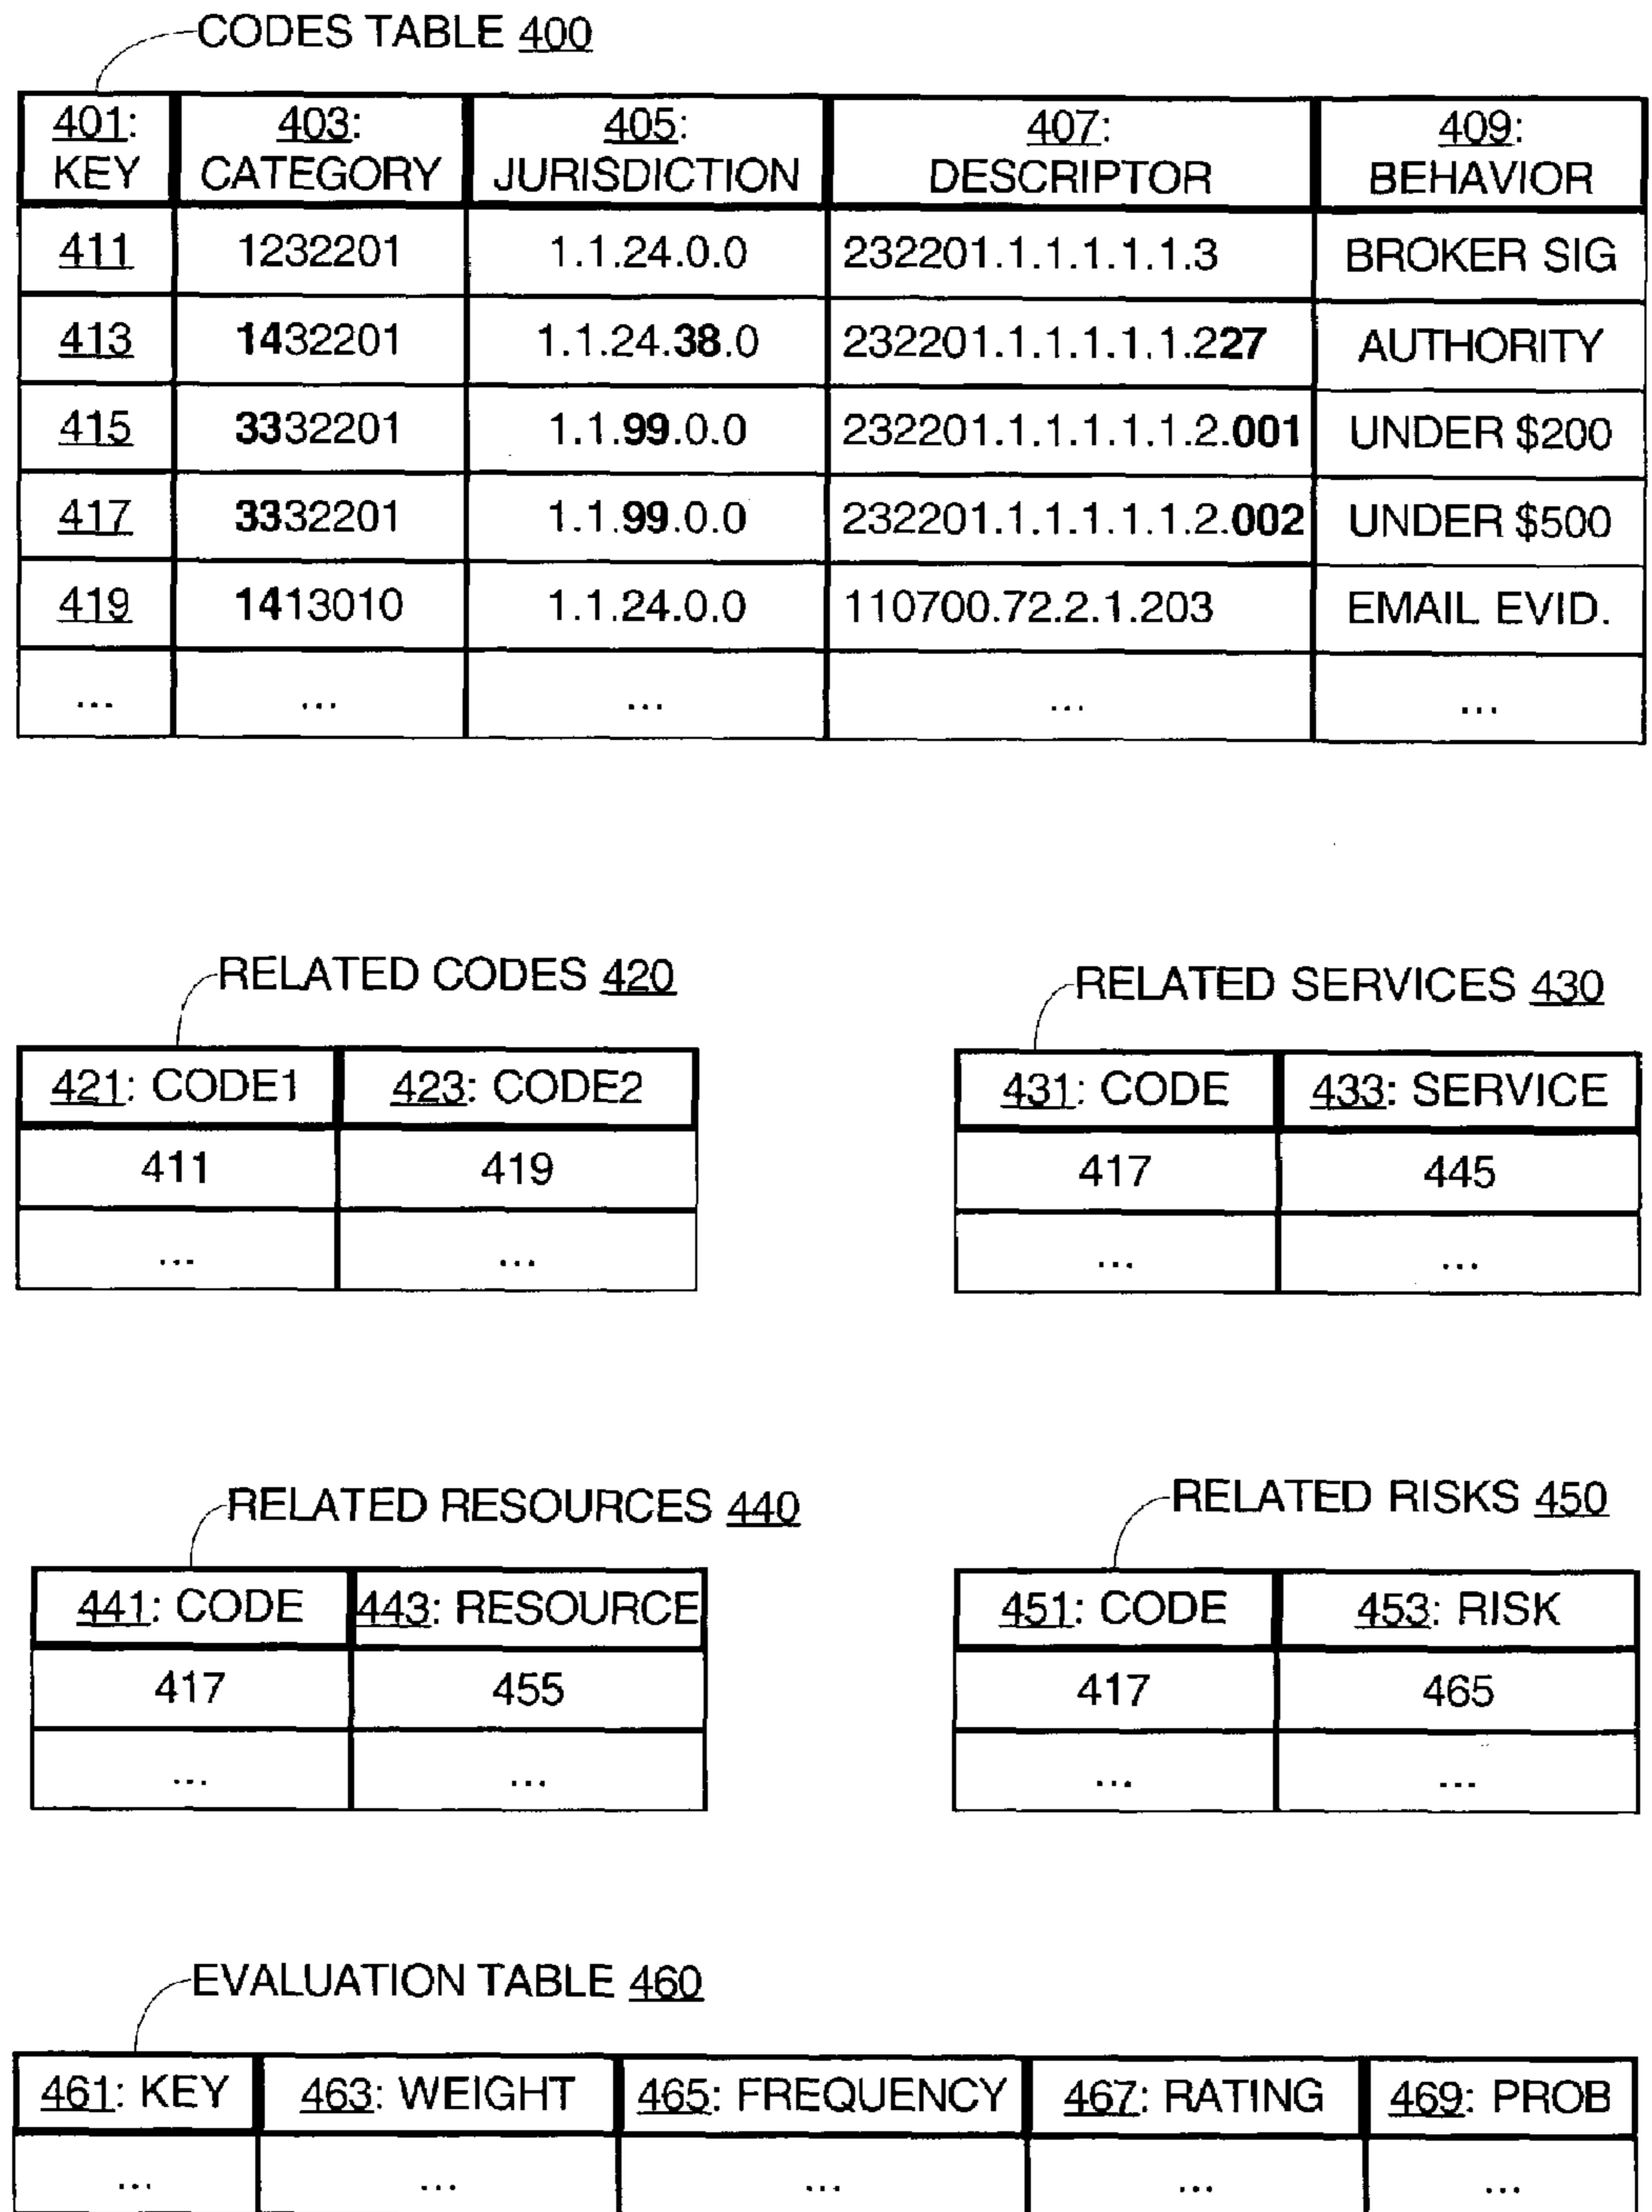 CODES TABLE 400
401: KEY 403: CATEGORY 405: JURISDICTION 407: DESCRIPTOR 409: BEHAVIOR
411 1232201 1.1.24.0.0 232201.1.1.1.1.1.3 BROKER SIG
413 1432201 1.1.24.38.0 232201.1.1.1.1.1.227 AUTHORITY
415 3332201 1.1.99.0.0 232201.1.1.1.1.1.2.001 UNDER $200
417 3332201 1.1.99.0.0 232201.1.1.1.1.1.2.002 UNDER $500
419 1413010 1.1.24.0.0 110700.72.2.1.203 EMAIL EVID.
... ... ... ... ...
RELATED CODES 420
421: CODE1 423: CODE2
411 419
... ...
RELATED SERVICES 430
431: CODE 433: SERVICE
417 445
... ...
RELATED RESOURCES 440
441: CODE 443: RESOURCE
417 455
... ...
RELATED RISKS 450
451: CODE 453: RISK
417 465
... ...
EVALUATION TABLE 460
461: KEY 463: WEIGHT 465: FREQUENCY 467: RATING 469: PROB
... ... ... ... ...